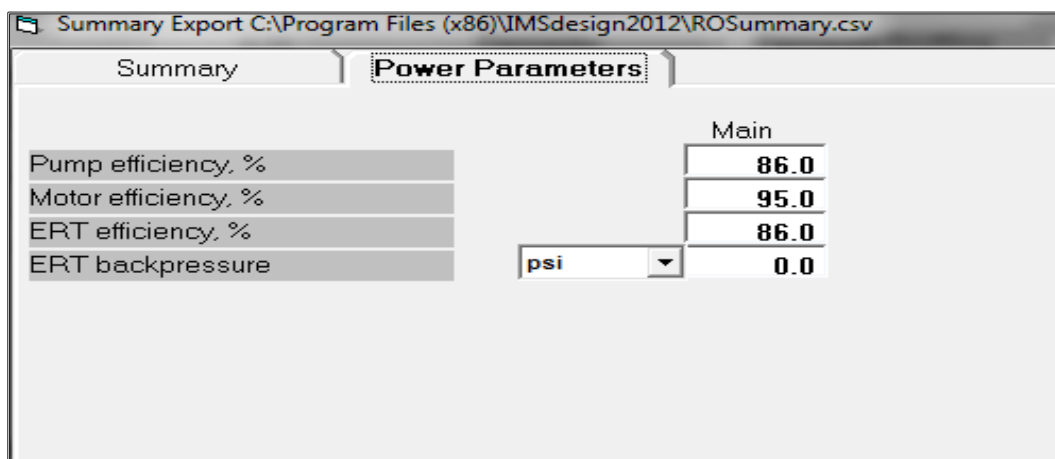 Summary Export C:\Program Files (x86)\IMSdesign2012\ROSummary.csv
Summary Power Parameters
Main
Pump efficiency, % 86.0
Motor efficiency, % 95.0
ERT efficiency, % 86.0
ERT backpressure psi 0.0